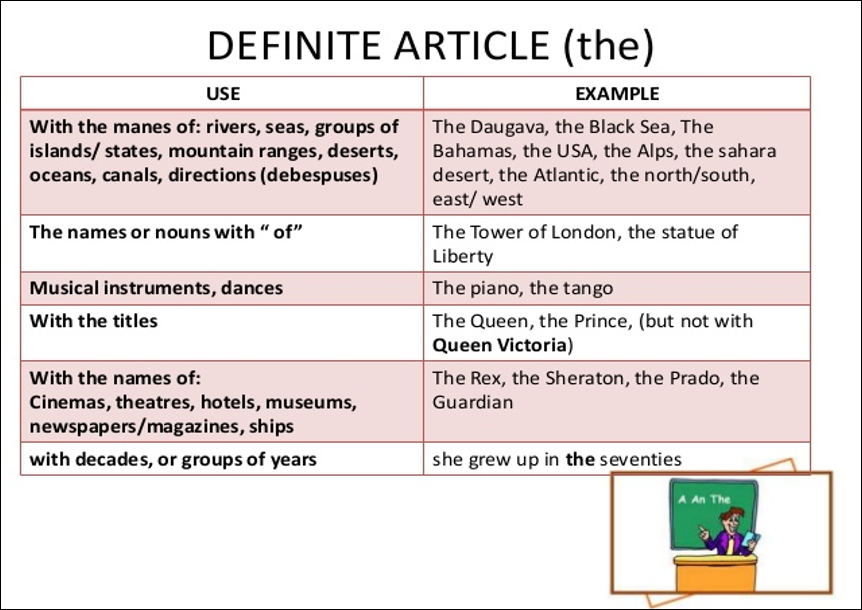 DEFINITE ARTICLE (the)
USE
EXAMPLE
With the manes of: rivers, seas, groups of
islands/ states, mountain ranges, deserts,
oceans, canals, directions (debespuses)
The Daugava, the Black Sea, The
Bahamas, the USA, the Alps, the sahara
desert, the Atlantic, the north/south,
east/ west
The names or nouns with “ of”
The Tower of London, the statue of
Liberty
Musical instruments, dances
The piano, the tango
With the titles
The Queen, the Prince, (but not with
Queen Victoria)
With the names of:
Cinemas, theatres, hotels, museums,
newspapers/magazines, ships
The Rex, the Sheraton, the Prado, the
Guardian
with decades, or groups of years
she grew up in the seventies
A An The